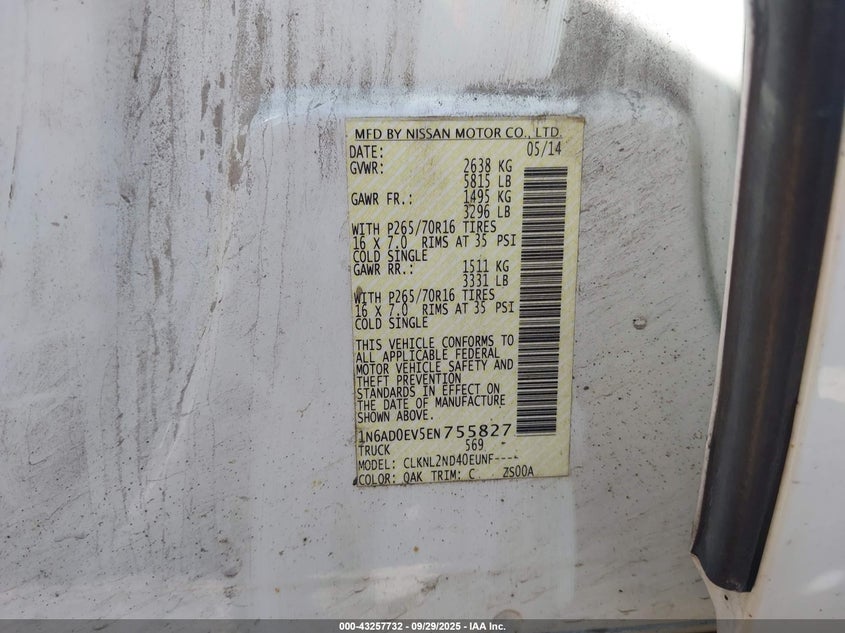 MFD BY NISSAN MOTOR CO., LTD.
DATE: 05/14
GVWR: 2638 KG
5815 LB
GAWR FR.: 1495 KG
3296 LB
WITH P265/70R16 TIRES
16 X 7.0 RIMS AT 35 PSI
COLD SINGLE
GAWR RR.: 1511 KG
3331 LB
WITH P265/70R16 TIRES
16 X 7.0 RIMS AT 35 PSI
COLD SINGLE
THIS VEHICLE CONFORMS TO
ALL APPLICABLE FEDERAL
MOTOR VEHICLE SAFETY AND
THEFT PREVENTION
STANDARDS IN EFFECT ON
THE DATE OF MANUFACTURE
SHOWN ABOVE.
1N6AD0EV5EN755827
TRUCK 569
MODEL: CLKNL2ND40EUNF----
COLOR: QAK TRIM: C ZS00A
000-43257732 - 09/29/2025 - IAA Inc.